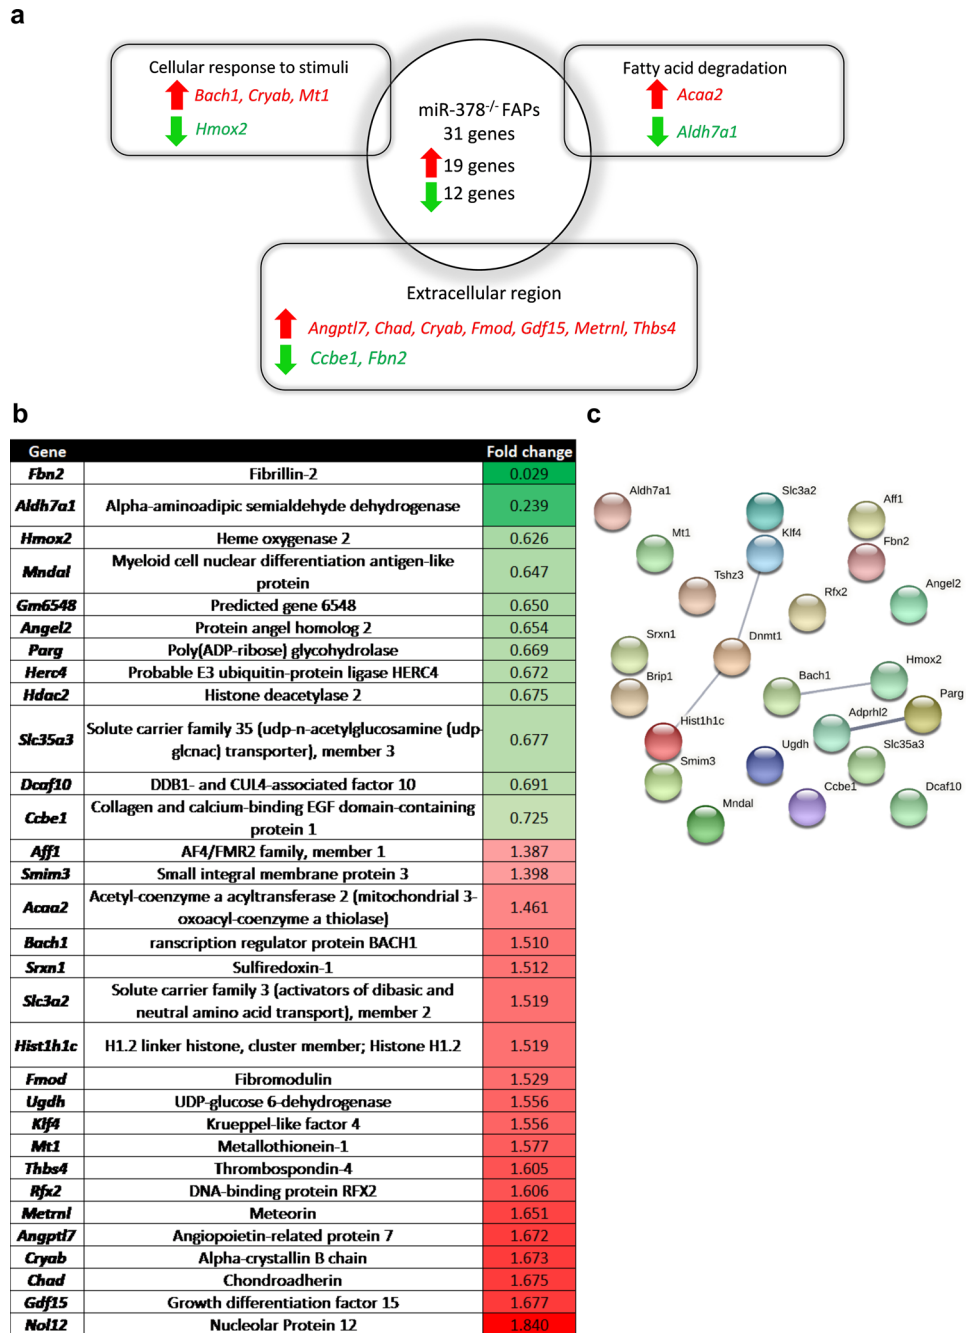 a
Cellular response to stimuli
Bach1, Cryab, Mt1
Hmox2
Fatty acid degradation
Acaa2
Aldh7a1
miR-378-/- FAPs
31 genes
19 genes
12 genes
Extracellular region
Angptl7, Chad, Cryab, Fmod, Gdf15, Metrnl, Thbs4
Ccbe1, Fbn2
b
Gene Fold change
Fbn2 Fibrillin-2 0.029
Aldh7a1 Alpha-aminoadipic semialdehyde dehydrogenase 0.239
Hmox2 Heme oxygenase 2 0.626
Mndal Myeloid cell nuclear differentiation antigen-like
protein 0.647
Gm6548 Predicted gene 6548 0.650
Angel2 Protein angel homolog 2 0.654
Parg Poly(ADP-ribose) glycohydrolase 0.669
Herc4 Probable E3 ubiquitin-protein ligase HERC4 0.672
Hdac2 Histone deacetylase 2 0.675
Slc35a3 Solute carrier family 35 (udp-n-acetylglucosamine (udp-
glcnac) transporter), member 3 0.677
Dcaf10 DDB1- and CUL4-associated factor 10 0.691
Ccbe1 Collagen and calcium-binding EGF domain-containing
protein 1 0.725
Aff1 AF4/FMR2 family, member 1 1.387
Smim3 Small integral membrane protein 3 1.398
Acaa2 Acetyl-coenzyme a acyltransferase 2 (mitochondrial 3-
oxoacyl-coenzyme a thiolase) 1.461
Bach1 ranscription regulator protein BACH1 1.510
Srxn1 Sulfiredoxin-1 1.512
Slc3a2 Solute carrier family 3 (activators of dibasic and
neutral amino acid transport), member 2 1.519
Hist1h1c H1.2 linker histone, cluster member; Histone H1.2 1.519
Fmod Fibromodulin 1.529
Ugdh UDP-glucose 6-dehydrogenase 1.556
Klf4 Krueppel-like factor 4 1.556
Mt1 Metallothionein-1 1.577
Thbs4 Thrombospondin-4 1.605
Rfx2 DNA-binding protein RFX2 1.606
Metrnl Meteorin 1.651
Angptl7 Angiopoietin-related protein 7 1.672
Cryab Alpha-crystallin B chain 1.673
Chad Chondroadherin 1.675
Gdf15 Growth differentiation factor 15 1.677
Nol12 Nucleolar Protein 12 1.840
c
Aldh7a1
Slc3a2
Aff1
Mt1
Klf4
Fbn2
Tshz3
Rfx2
Angel2
Srxn1
Dnmt1
Brip1
Bach1
Hmox2
Hist1h1c
Adprhl2
Parg
Smim3
Ugdh
Slc35a3
Mndal
Ccbe1
Dcaf10